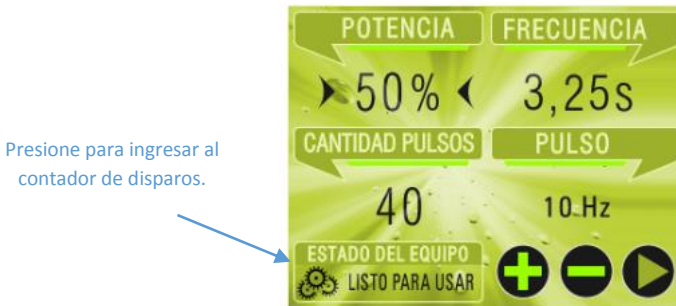 POTENCIA
FRECUENCIA
50%
3,25s
Presione para ingresar al
contador de disparos.
CANTIDAD PULSOS
PULSO
40
10 Hz
ESTADO DEL EQUIPO
LISTO PARA USAR